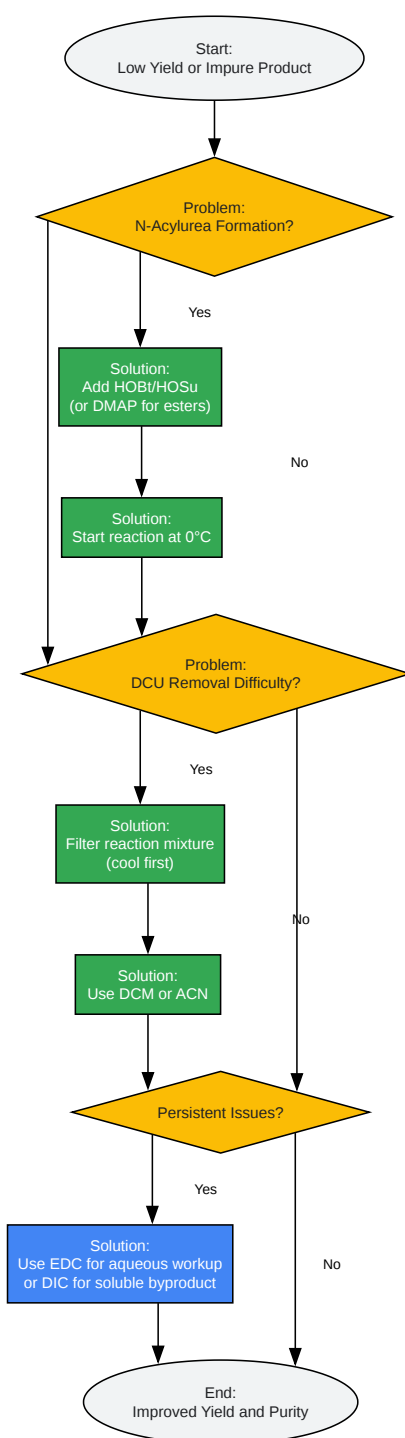 Start:
Low Yield or Impure Product
Problem:
N-Acylurea Formation?
Yes
Solution:
Add HOBt/HOSu
(or DMAP for esters)
No
Solution:
Start reaction at 0°C
Problem:
DCU Removal Difficulty?
Yes
Solution:
Filter reaction mixture
(cool first)
No
Solution:
Use DCM or ACN
Persistent Issues?
Yes
Solution:
Use EDC for aqueous workup
or DIC for soluble byproduct
No
End:
Improved Yield and Purity